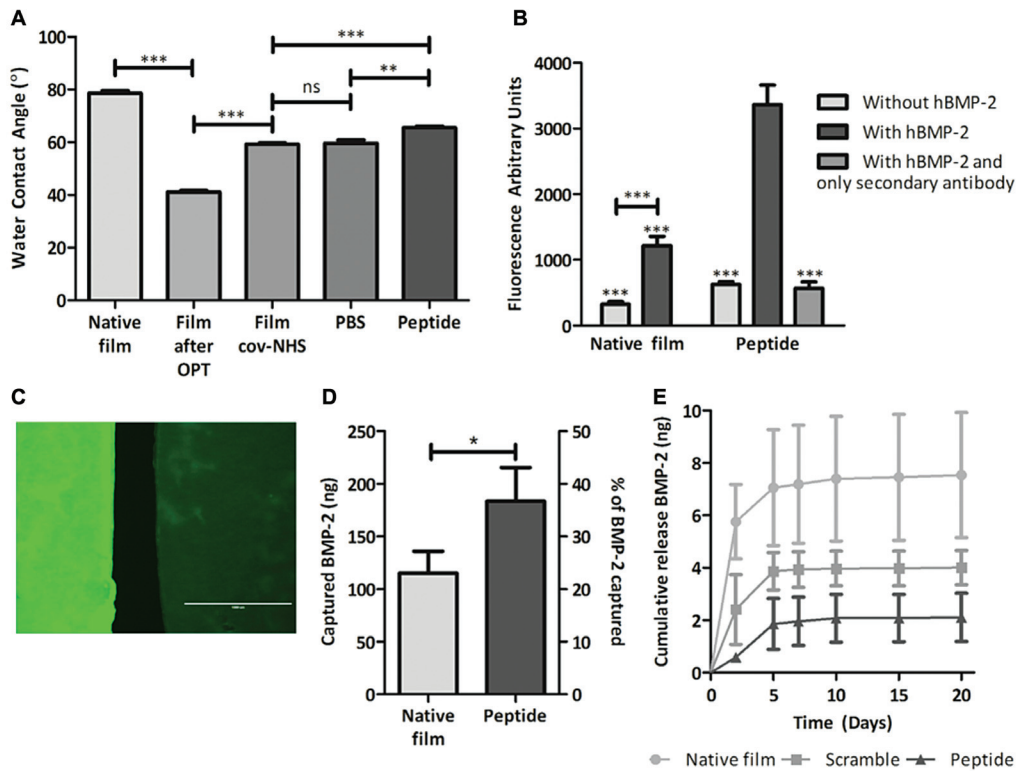 A
Water Contact Angle (°)
100
80
60
40
20
0
***
***
ns
***
**
Native film
Film after OPT
Film cov-NHS
PBS
Peptide
B
Fluorescence Arbitrary Units
4000
3000
2000
1000
0
***
***
***
***
***
Native film
Peptide
Without hBMP-2
With hBMP-2
With hBMP-2 and
only secondary antibody
C
D
Captured BMP-2 (ng)
250
200
150
100
50
0
*
50
40
30
20
10
0
% of BMP-2 captured
Native film
Peptide
E
Cumulative release BMP-2 (ng)
10
8
6
4
2
0
0
5
10
15
20
Time (Days)
Native film
Scramble
Peptide